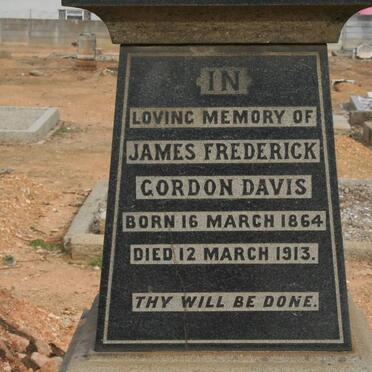 IN
LOVING MEMORY OF
JAMES FREDERICK
GORDON DAVIS
BORN 16 MARCH 1864
DIED 12 MARCH 1913.
THY WILL BE DONE.